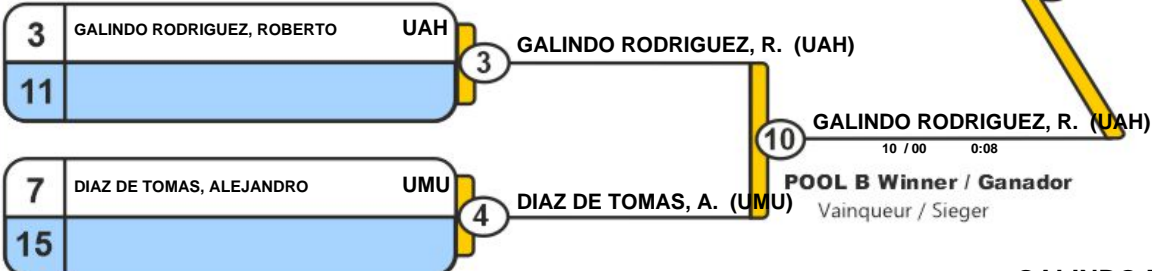 3 GALINDO RODRIGUEZ, ROBERTO UAH
11
3
GALINDO RODRIGUEZ, R. (UAH)
7 DIAZ DE TOMAS, ALEJANDRO UMU
15
4
DIAZ DE TOMAS, A. (UMU)
10
GALINDO RODRIGUEZ, R. (UAH)
10 / 00 0:08
POOL B Winner / Ganador
Vainqueur / Sieger